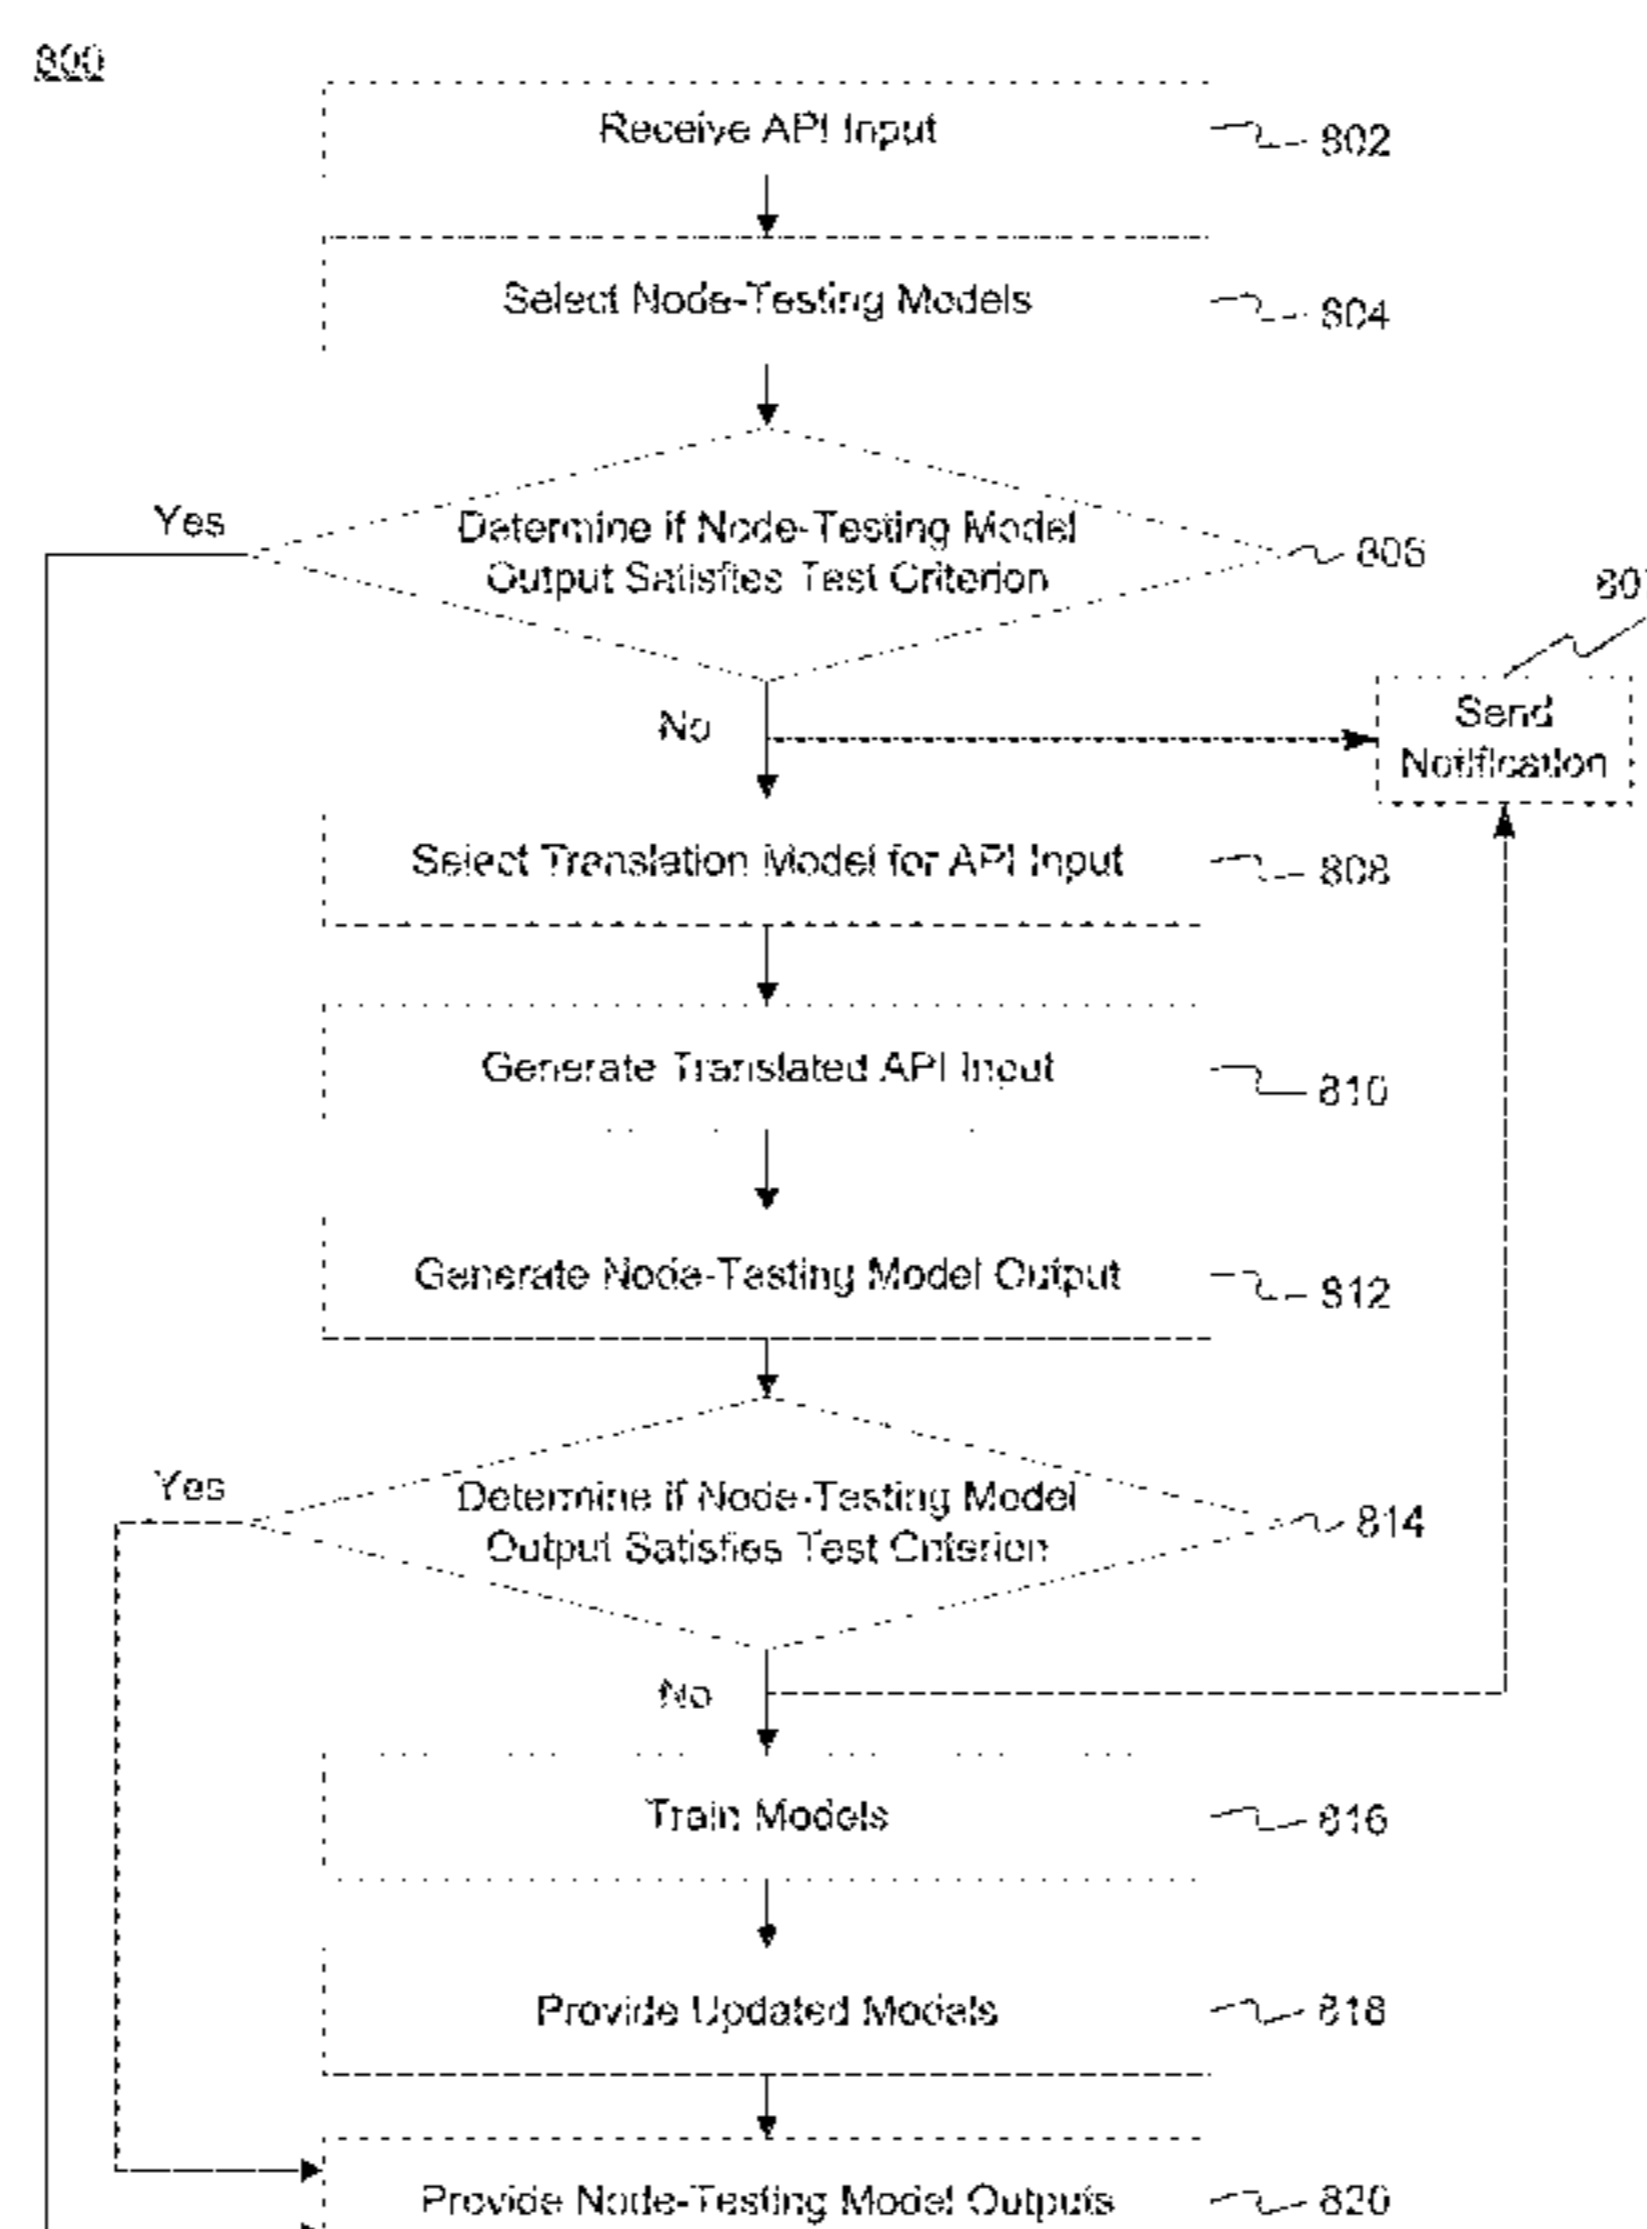 800
Receive API Input
802
Select Node-Testing Models
804
Yes
Determine if Node-Testing Model
Output Satisfies Test Criterion
806
No
Send
Notification
Select Translation Model for API Input
808
Generate Translated API Input
810
Generate Node-Testing Model Output
812
Yes
Determine if Node-Testing Model
Output Satisfies Test Criterion
814
No
Train Models
816
Provide Updated Models
818
Provide Node-Testing Model Outputs
820